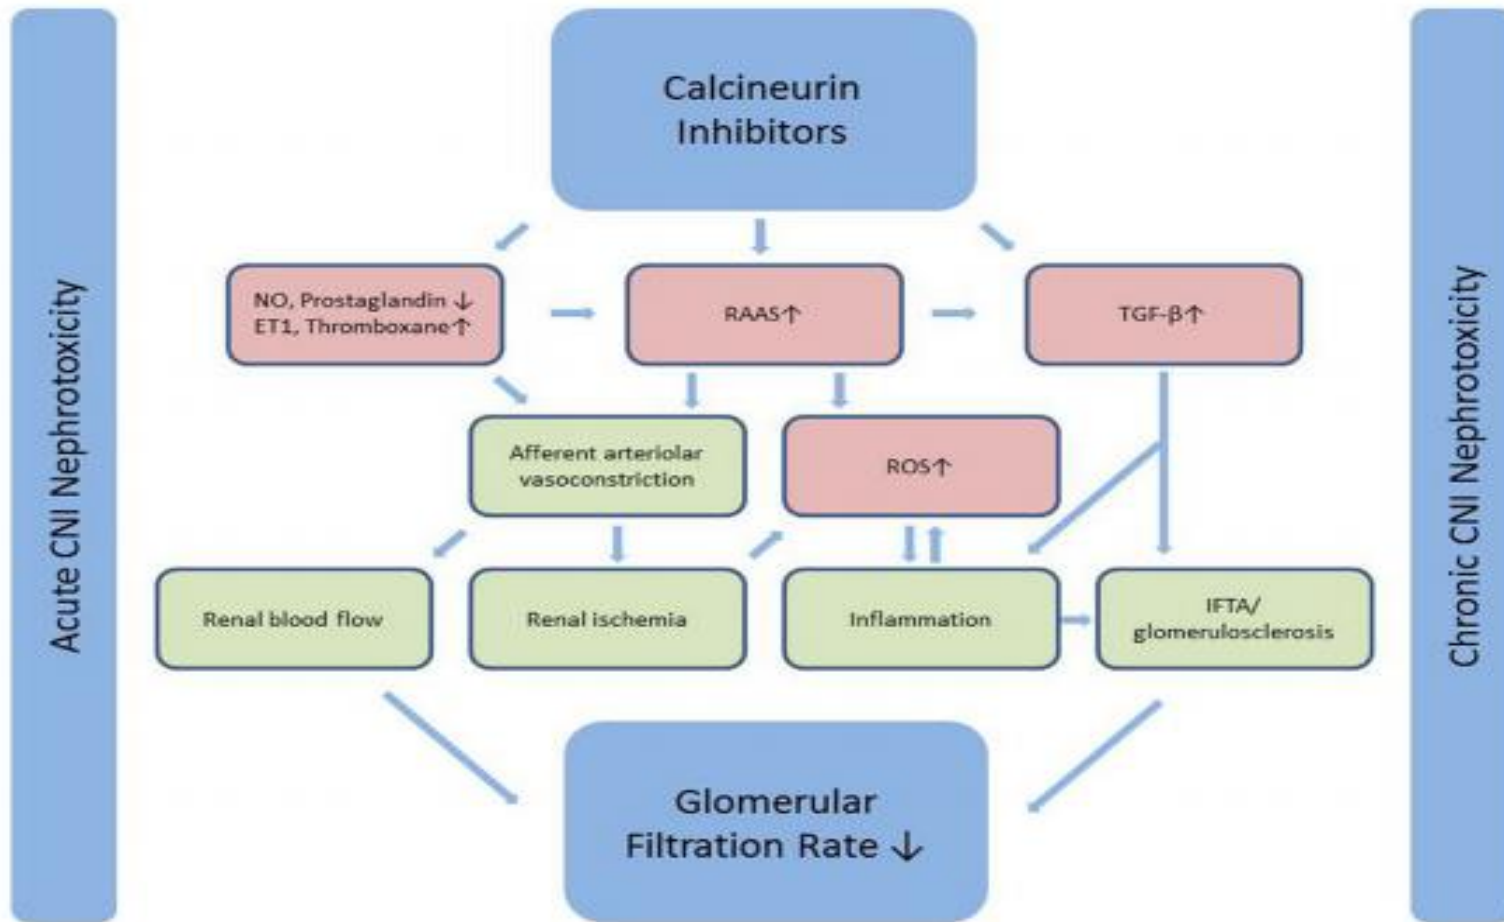 Acute CNI Nephrotoxicity
Calcineurin
Inhibitors
Chronic CNI Nephrotoxicity
NO, Prostaglandin ↓
ET1, Thromboxane↑
RAAS↑
TGF-β↑
Afferent arteriolar
vasoconstriction
ROS↑
Renal blood flow
Renal ischemia
Inflammation
IFTA/
glomerulosclerosis
Glomerular
Filtration Rate ↓